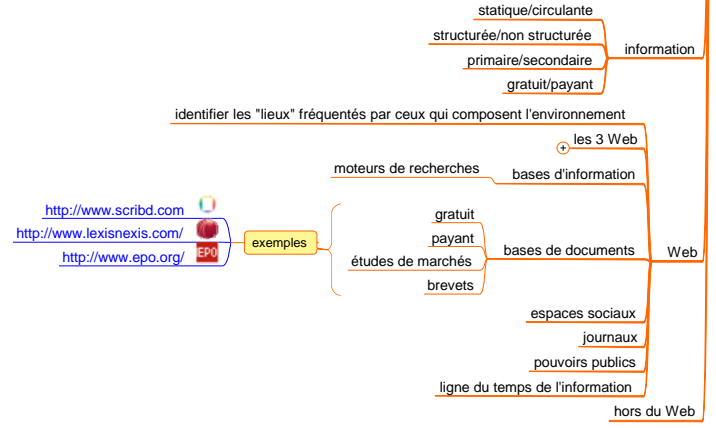 statique/circulante
structurée/non structurée
information
primaire/secondaire
gratuit/payant
identifier les "lieux" fréquentés par ceux qui composent l'environnement
les 3 Web
moteurs de recherches
bases d'information
http://www.scribd.com
http://www.lexisnexis.com/
http://www.epo.org/
EPO
exemples
gratuit
payant
études de marchés
brevets
bases de documents
Web
espaces sociaux
journaux
pouvoirs publics
ligne du temps de l'information
hors du Web